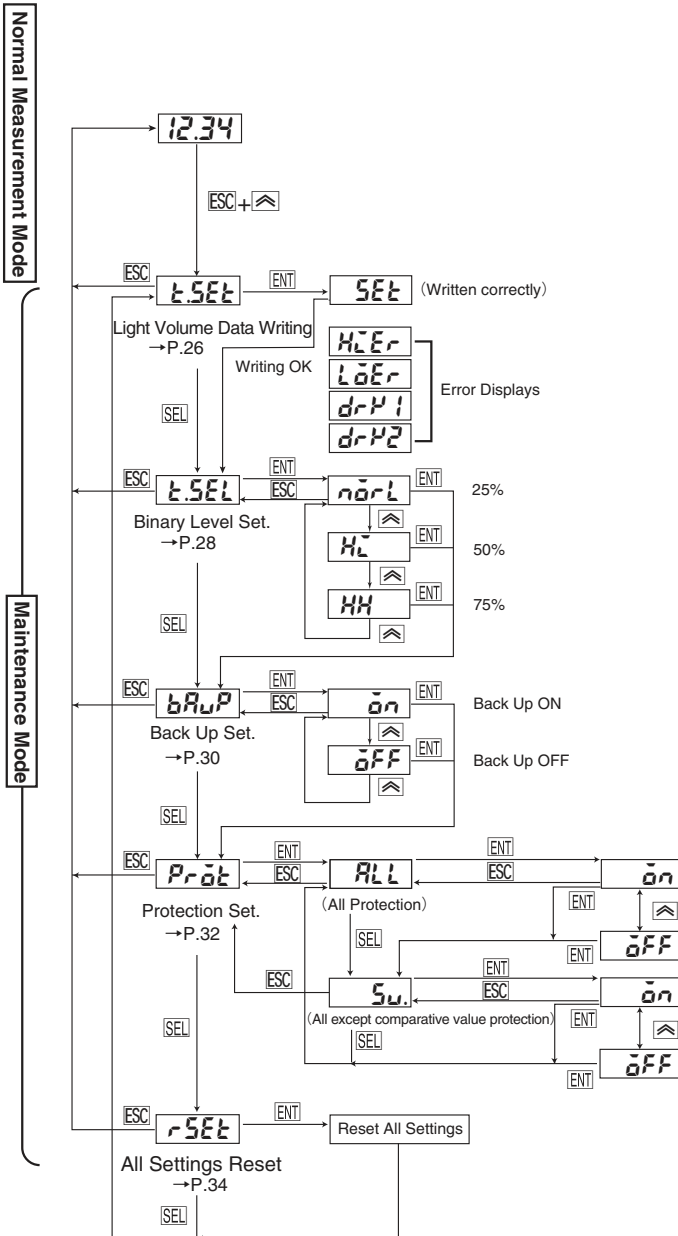 Normal Measurement Mode
12.34
ESC + 
ESC t.SEt ENT SEt (Written correctly)
Light Volume Data Writing
→P.26
Writing OK
HiEr
LoEr
drY1
drY2
Error Displays
SEL
ESC t.SEL ENT ESC norL ENT 25%
Binary Level Set.
→P.28
Hi ENT 50%
HH ENT 75%
SEL
Maintenance Mode
ESC bAuP ENT ESC on ENT Back Up ON
Back Up Set.
→P.30
oFF ENT Back Up OFF
SEL
ESC Prot ENT ESC ALL ENT ESC on
Protection Set.
→P.32
(All Protection)
ENT
SEL
ENT oFF
ESC Su. ENT ESC on
(All except comparative value protection) ENT
SEL
SEL
ENT oFF
ESC rSEt ENT Reset All Settings
All Settings Reset
→P.34
SEL